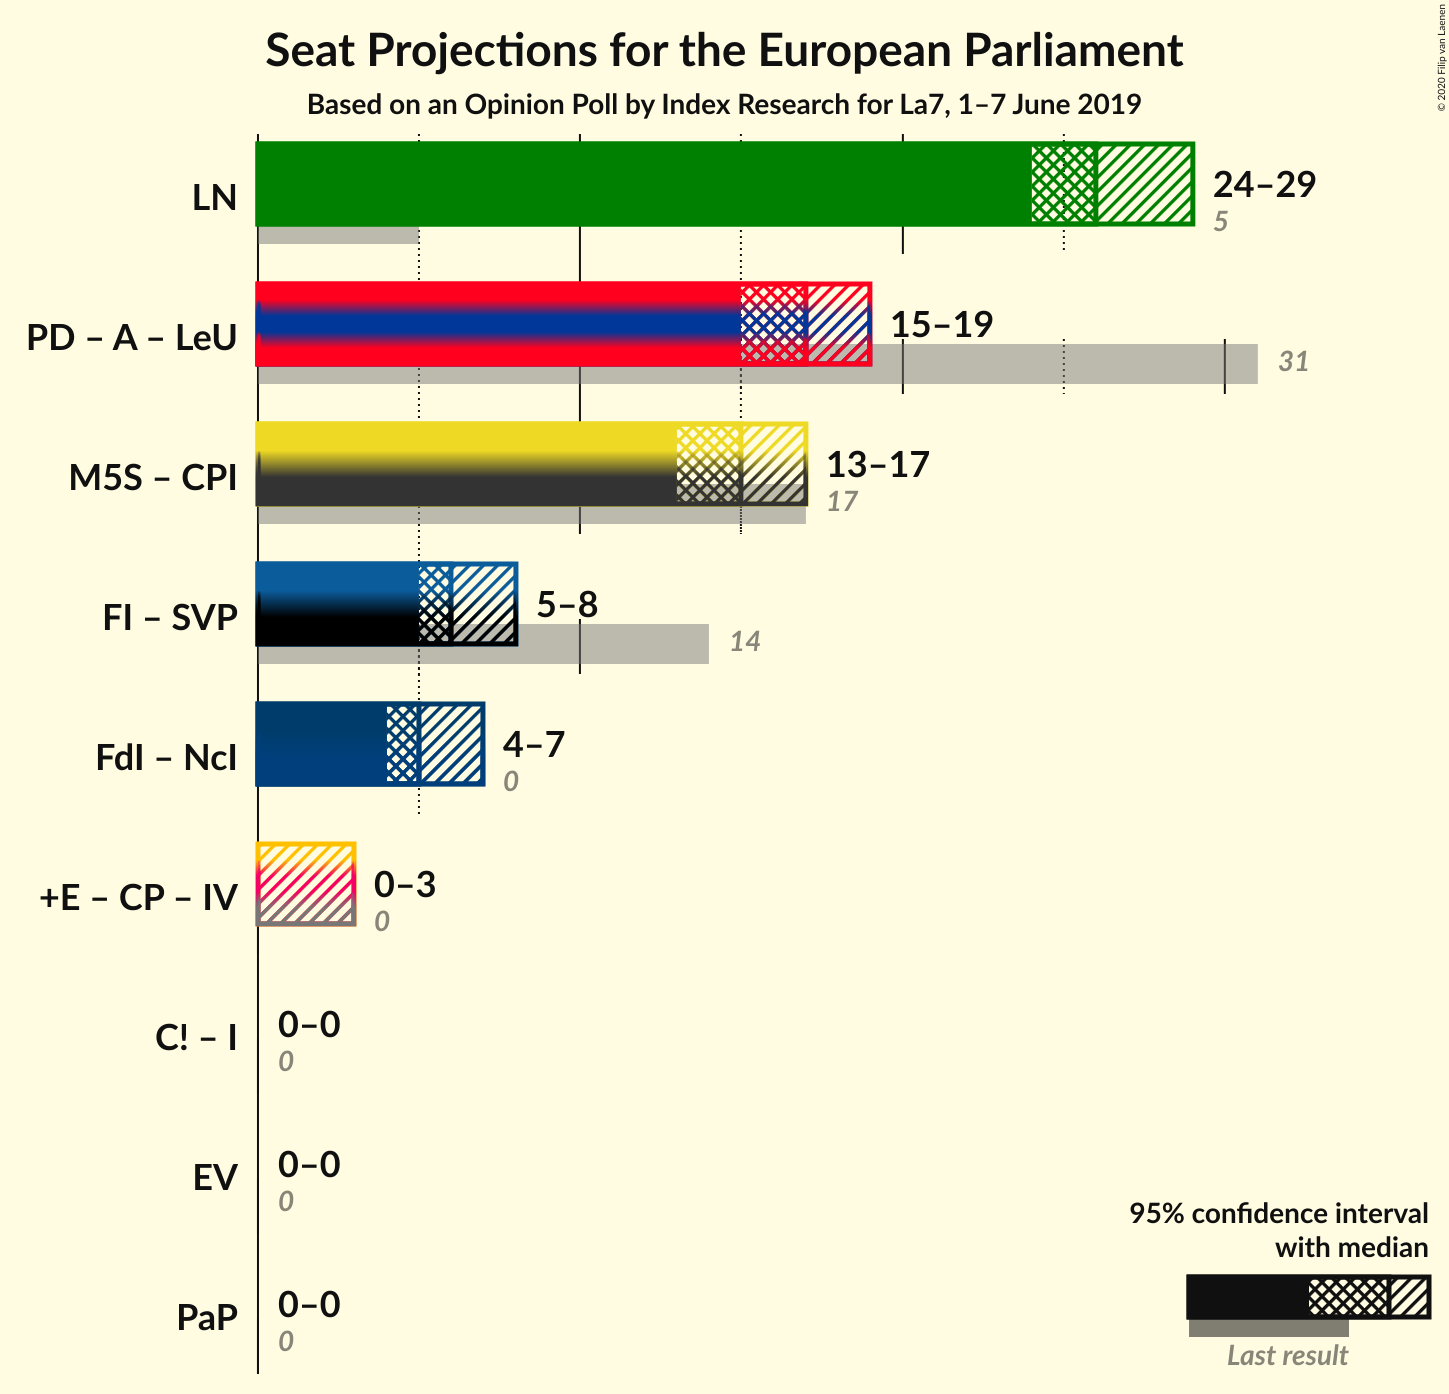 Seat Projections for the European Parliament
Based on an Opinion Poll by Index Research for La7, 1–7 June 2019
© 2020 Filip van Laenen
LN
24–29
5
PD – A – LeU
15–19
31
M5S – CPI
13–17
17
FI – SVP
5–8
14
FdI – NcI
4–7
0
+E – CP – IV
0–3
0
C! – I
0–0
0
EV
0–0
0
PaP
0–0
0
95% confidence interval
with median
Last result